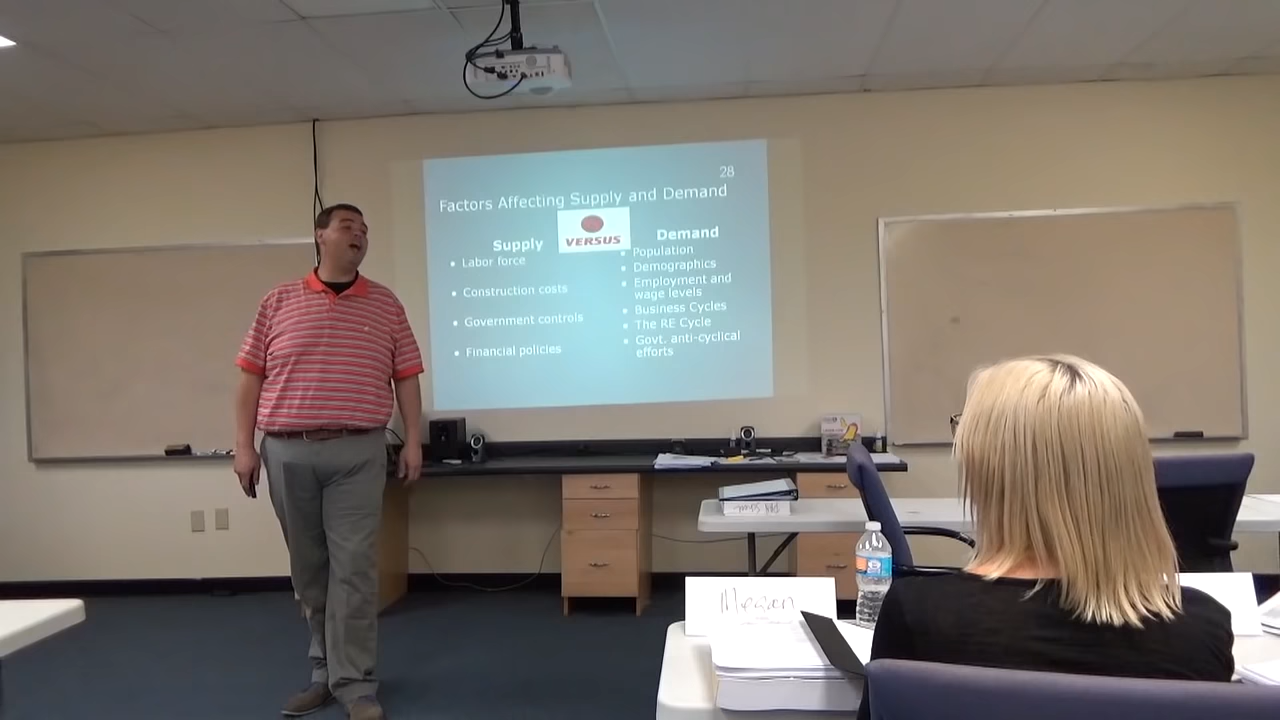 28
Factors Affecting Supply and Demand
VERSUS
Supply
Labor force
Construction costs
Government controls
Financial policies
Demand
Population
Demographics
Employment and
wage levels
Business Cycles
The RE Cycle
Govt. anti-cyclical
efforts
Megan